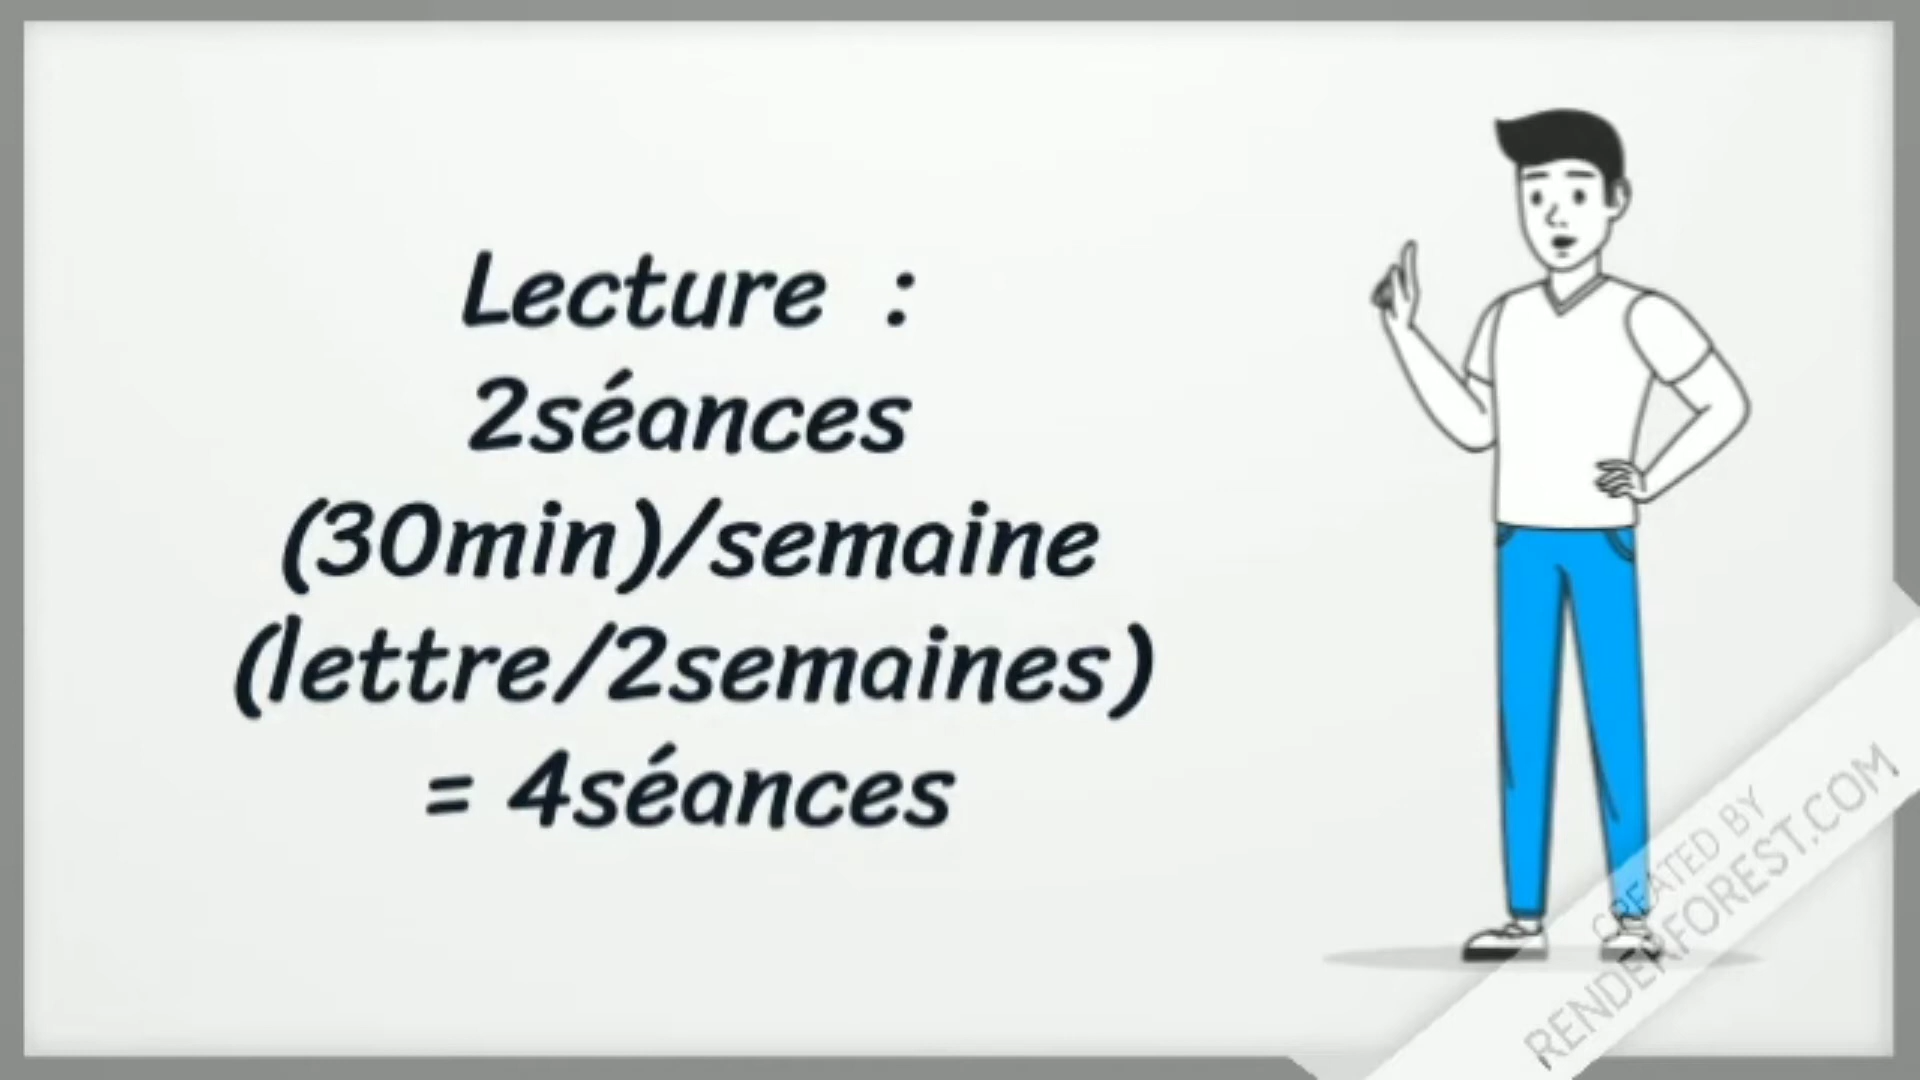 Lecture :
2séances
(30min)/semaine
(lettre/2semaines)
= 4séances
CREATED BY
RENDERFOREST.COM